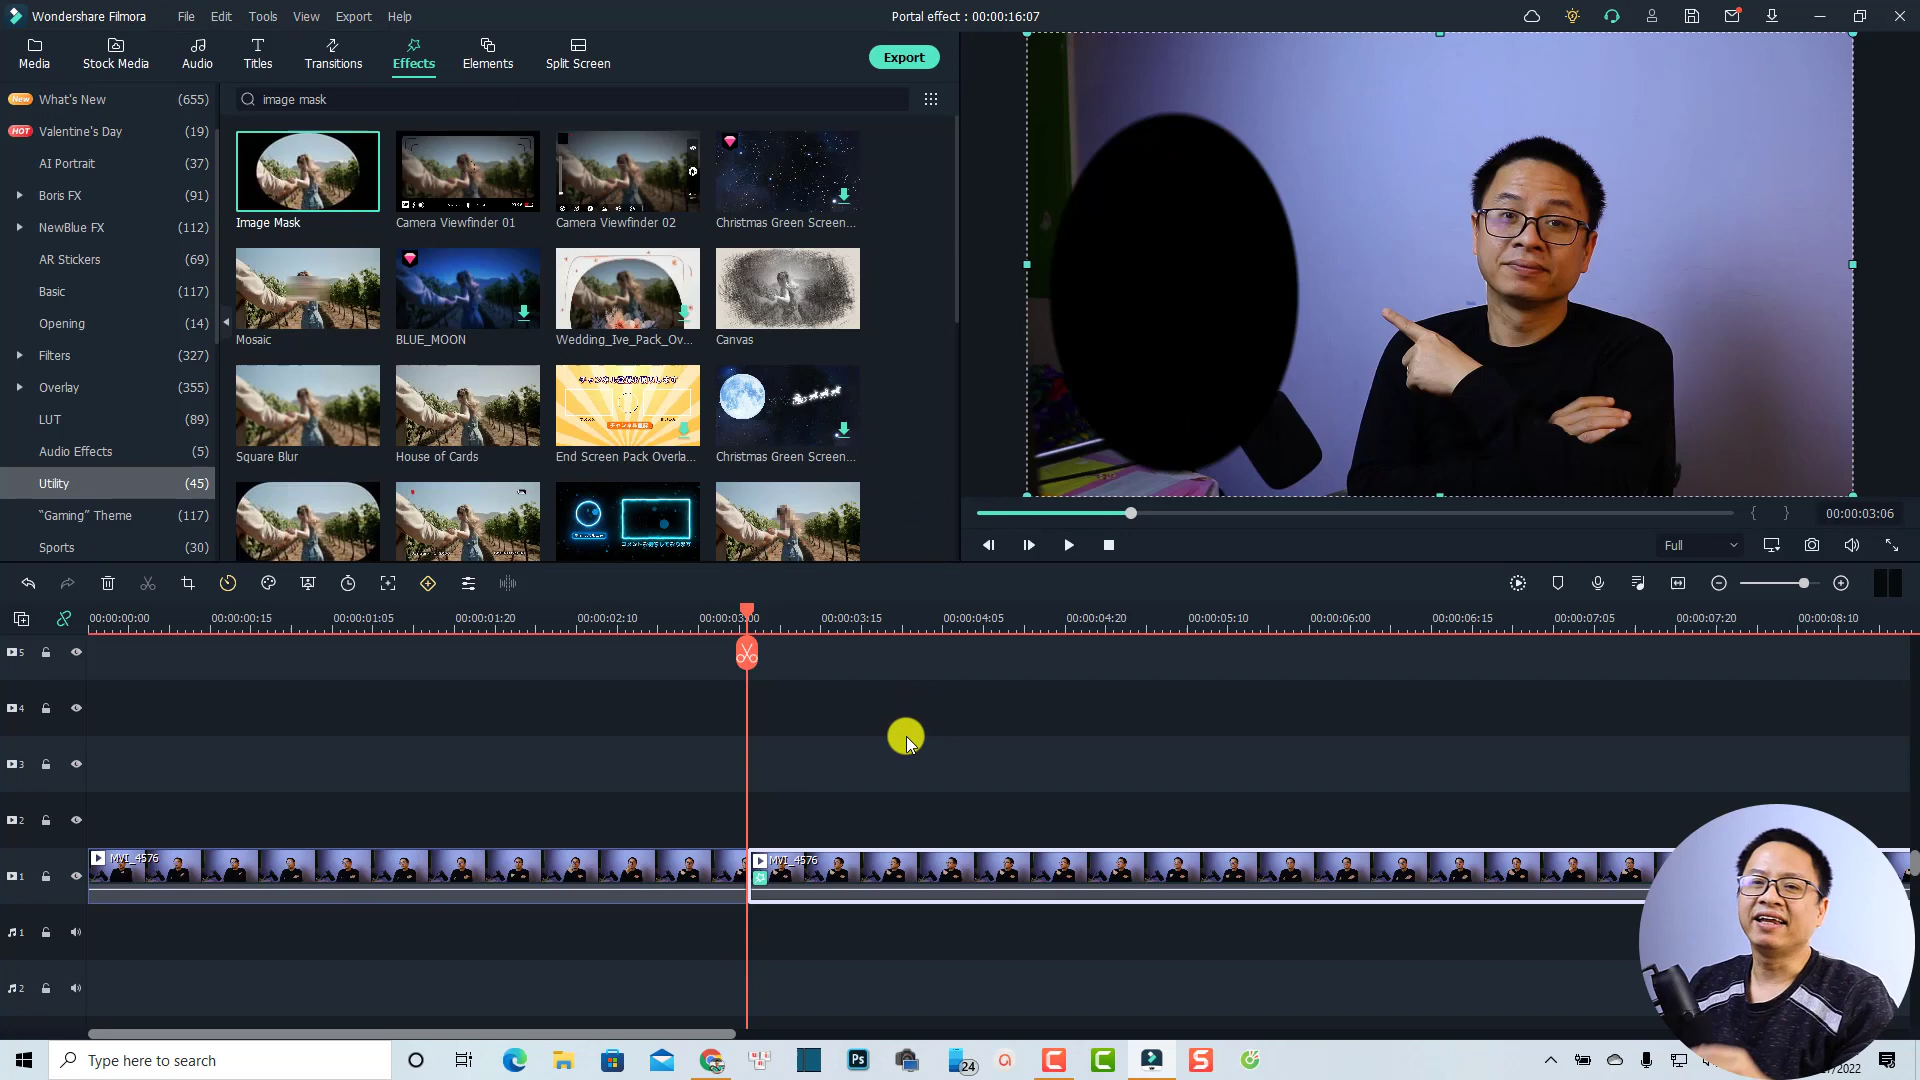 Wondershare Filmora File Edit Tools View Export Help Portal effect : 00:00:16:07
Media Stock Media Audio Titles Transitions Effects Elements Split Screen Export
New What's New (655)
HOT Valentine's Day (19)
AI Portrait (37)
Boris FX (91)
NewBlue FX (112)
AR Stickers (69)
Basic (117)
Opening (14)
Filters (327)
Overlay (355)
LUT (89)
Audio Effects (5)
Utility (45)
“Gaming” Theme (117)
Sports (30)
image mask
Image Mask Camera Viewfinder 01 Camera Viewfinder 02 Christmas Green Screen...
Mosaic BLUE_MOON Wedding_Ive_Pack_Ov... Canvas
Square Blur House of Cards End Screen Pack Overla... Christmas Green Screen...
{ } 00:00:03:06
Full
00:00:00:00 00:00:00:15 00:00:01:05 00:00:01:20 00:00:02:10 00:00:03:00 00:00:03:15 00:00:04:05 00:00:04:20 00:00:05:10 00:00:06:00 00:00:06:15 00:00:07:05 00:00:07:20 00:00:08:10
5
4
3
2
1 MVI_4576 MVI_4576
1
2
Type here to search Ps 24 /2022